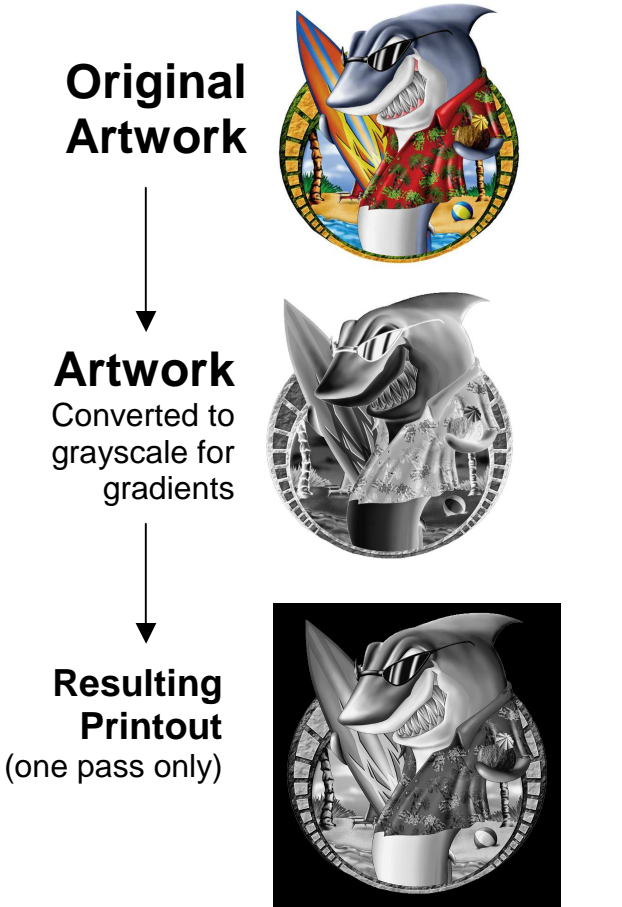 Original
Artwork
Artwork
Converted to
grayscale for
gradients
Resulting
Printout
(one pass only)